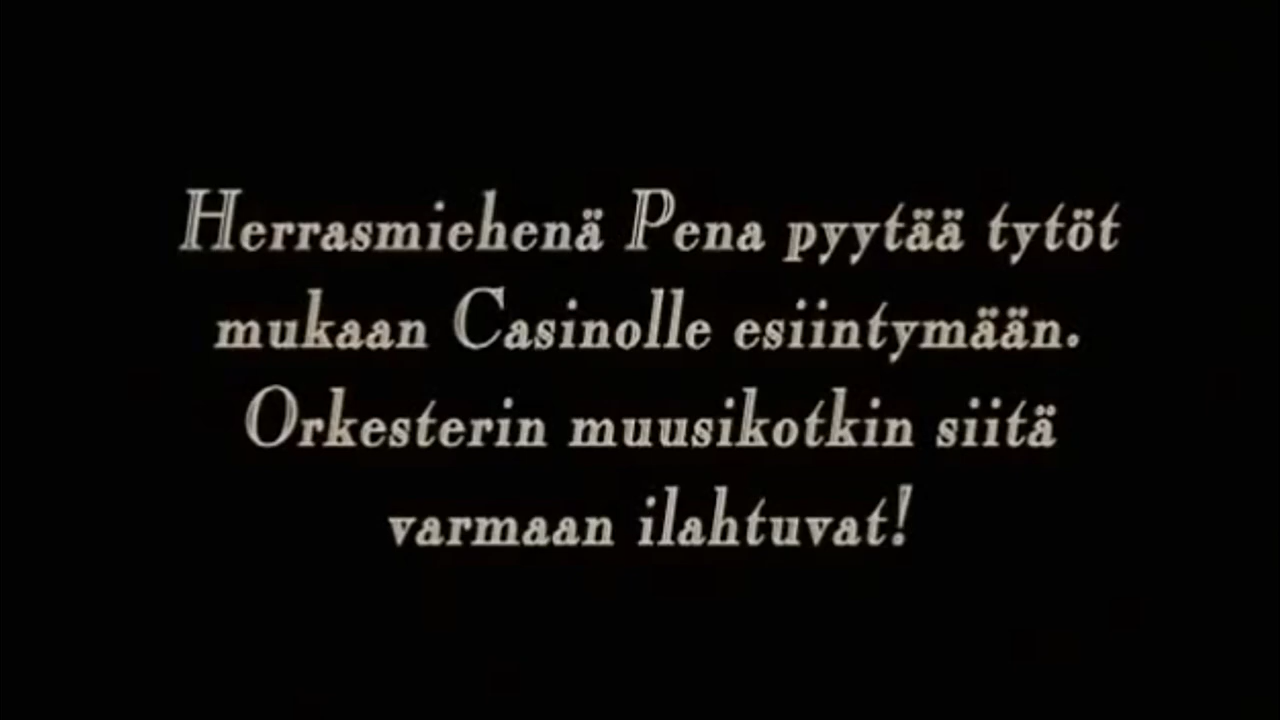 Herrasmiehenä Pena pyytää tytöt
mukaan Casinolle esiintymään.
Orkesterin muusikotkin siitä
varmaan ilahtuvat!